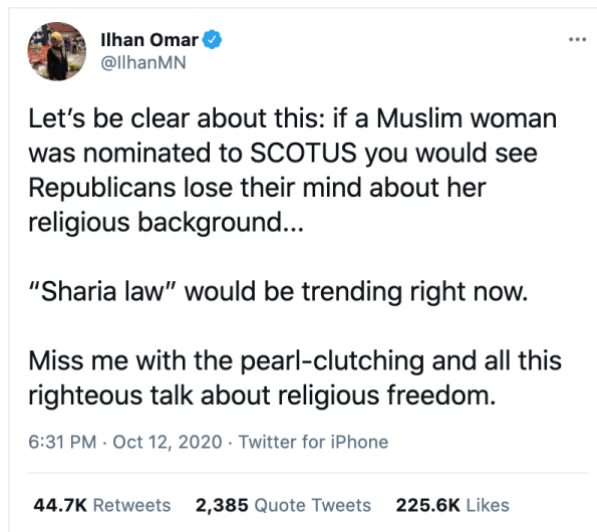 Ilhan Omar
@IlhanMN
Let's be clear about this: if a Muslim woman
was nominated to SCOTUS you would see
Republicans lose their mind about her
religious background...
“Sharia law” would be trending right now.
Miss me with the pearl-clutching and all this
righteous talk about religious freedom.
6:31 PM · Oct 12, 2020 · Twitter for iPhone
44.7K Retweets 2,385 Quote Tweets 225.6K Likes